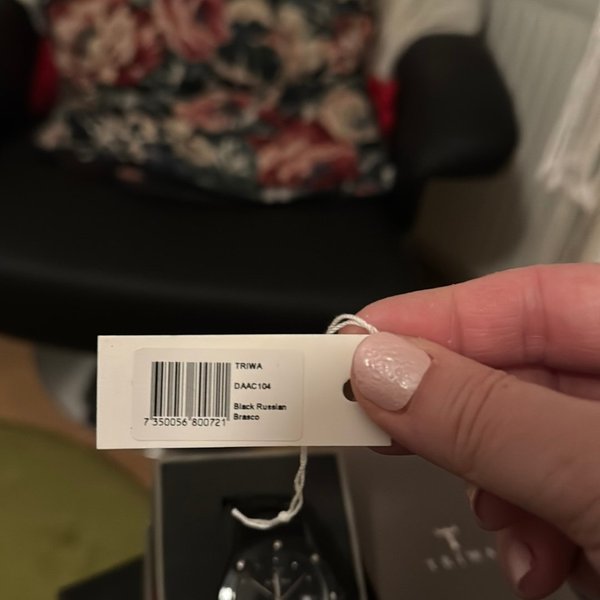 TRIWA
DAAC104
Black Russian
Brasco
7 350056 800721
TRIWA